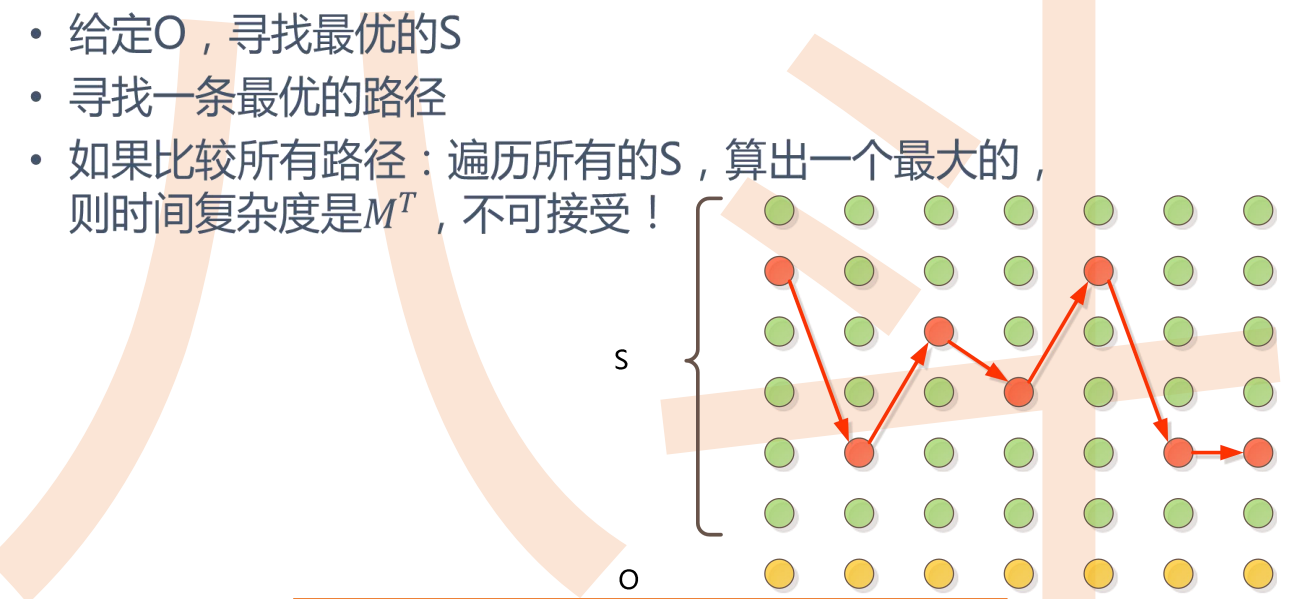 • 给定O，寻找最优的S
• 寻找一条最优的路径
• 如果比较所有路径：遍历所有的S，算出一个最大的，
则时间复杂度是M^T，不可接受！
S
O